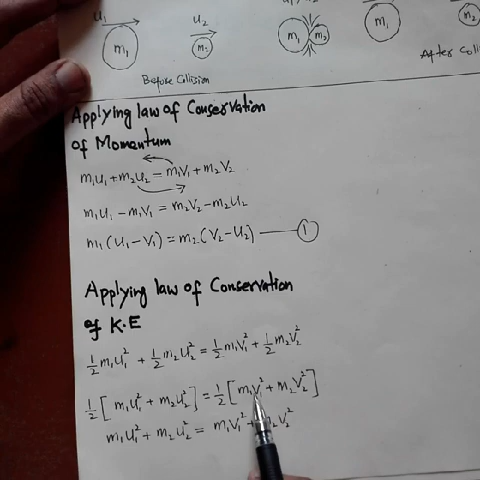 U₁ U₂
m₁ m₂ m₁ m₂ m₁ m₂
Before Collision After
Applying law of Conservation
of Momentum
m₁U₁ + m₂U₂ = m₁V₁ + m₂V₂
m₁U₁ - m₁V₁ = m₂V₂ - m₂U₂
m₁(U₁ - V₁) = m₂(V₂ - U₂) — 1
Applying law of Conservation
of K.E
½m₁U₁² + ½m₂U₂² = ½m₁V₁² + ½m₂V₂²
½[m₁U₁² + m₂U₂²] = ½[m₁V₁² + m₂V₂²]
m₁U₁² + m₂U₂² = m₁V₁² + m₂V₂²